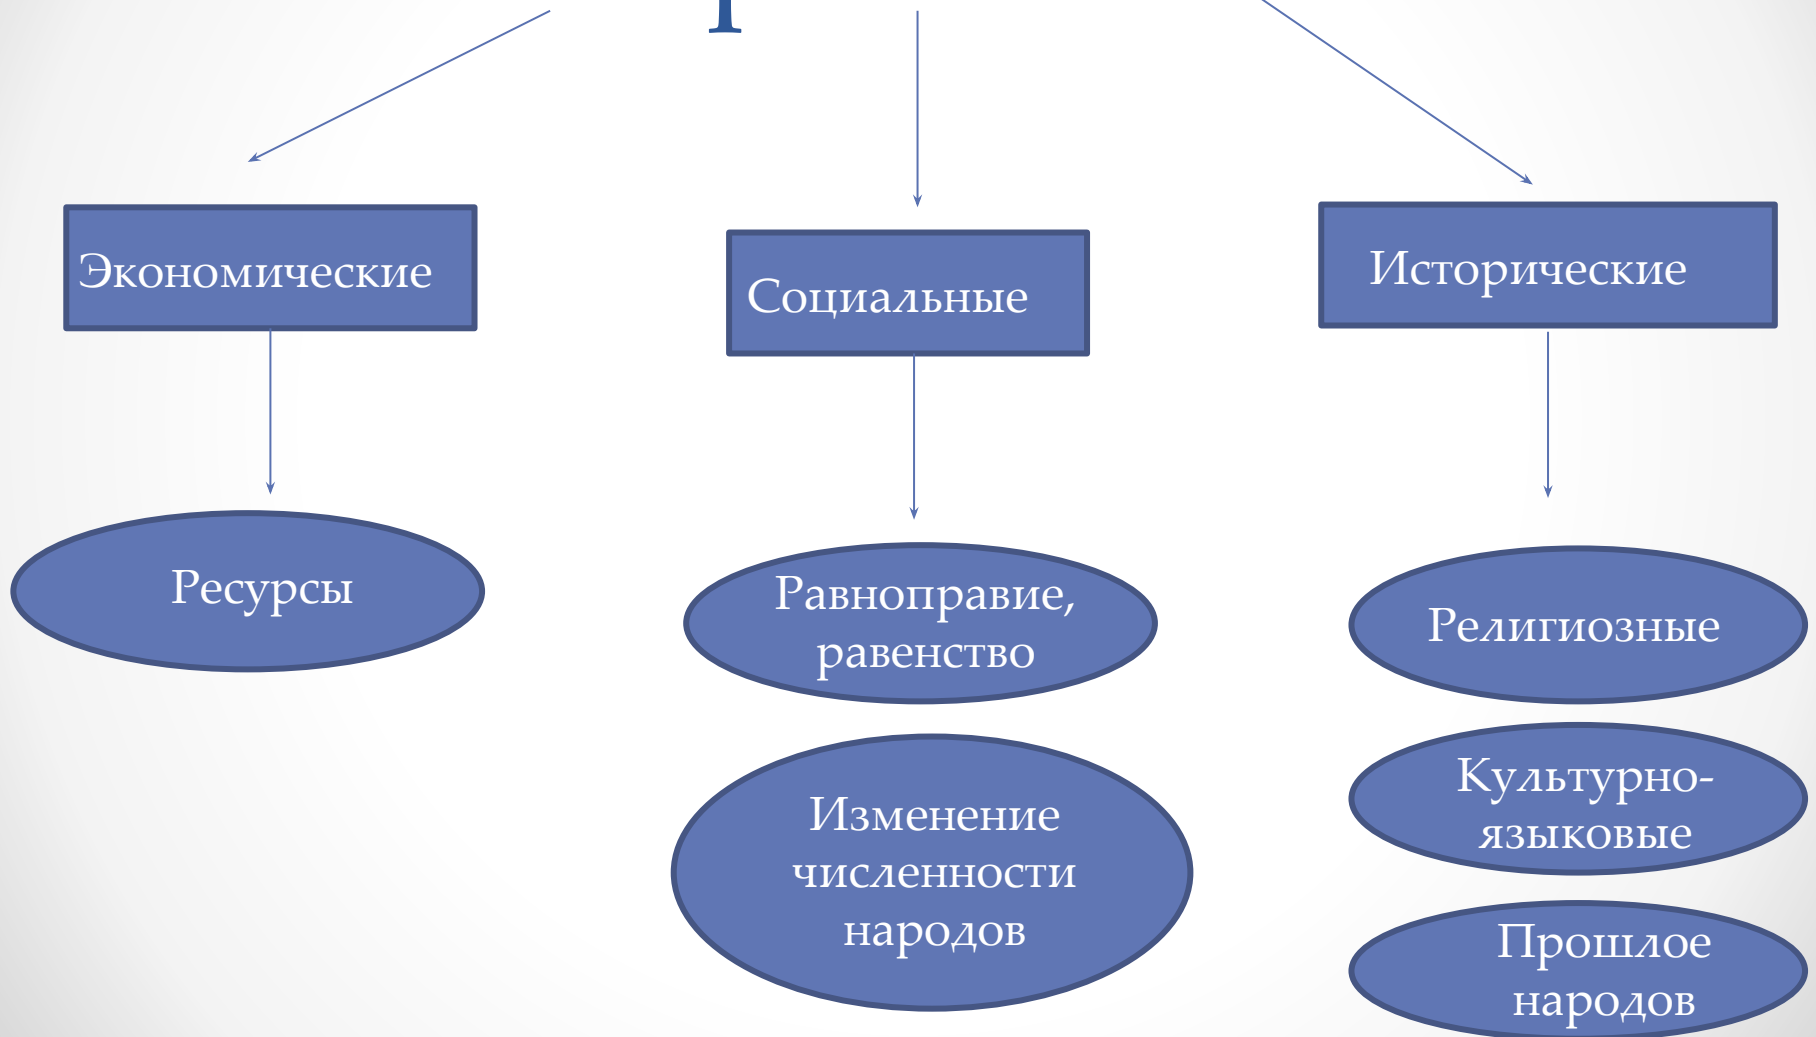 Экономические
Социальные
Исторические
Ресурсы
Равноправие,
равенство
Изменение
численности
народов
Религиозные
Культурно-
языковые
Прошлое
народов